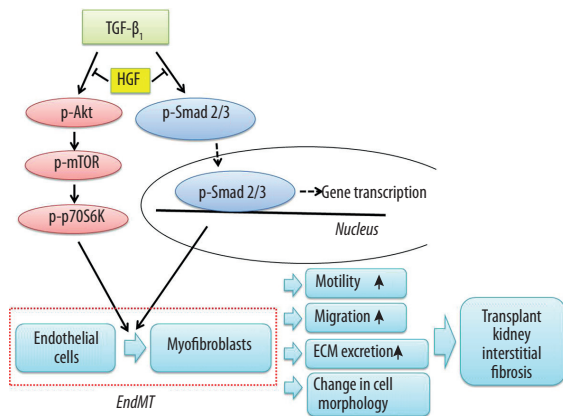 TGF-β₁
HGF
p-Akt
p-Smad 2/3
p-mTOR
p-Smad 2/3
Gene transcription
p-p70S6K
Nucleus
Endothelial
cells
Myofibroblasts
EndMT
Motility
Migration
ECM excretion
Change in cell
morphology
Transplant
kidney
interstitial
fibrosis